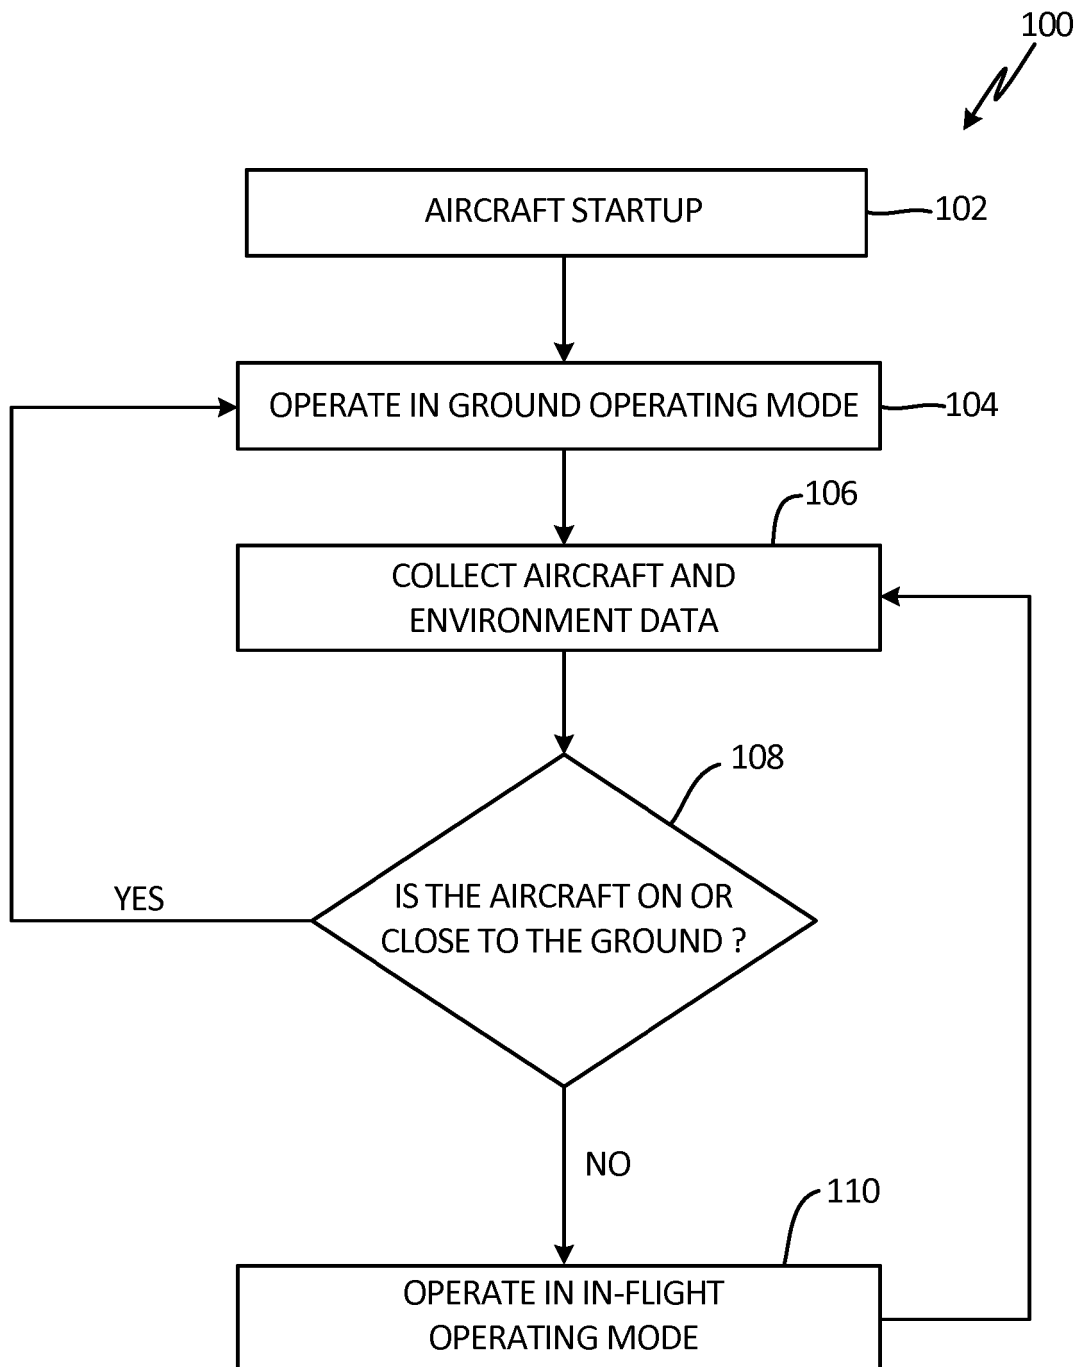 100
AIRCRAFT STARTUP
102
OPERATE IN GROUND OPERATING MODE
104
106
COLLECT AIRCRAFT AND
ENVIRONMENT DATA
108
IS THE AIRCRAFT ON OR
CLOSE TO THE GROUND ?
YES
NO
110
OPERATE IN IN-FLIGHT
OPERATING MODE